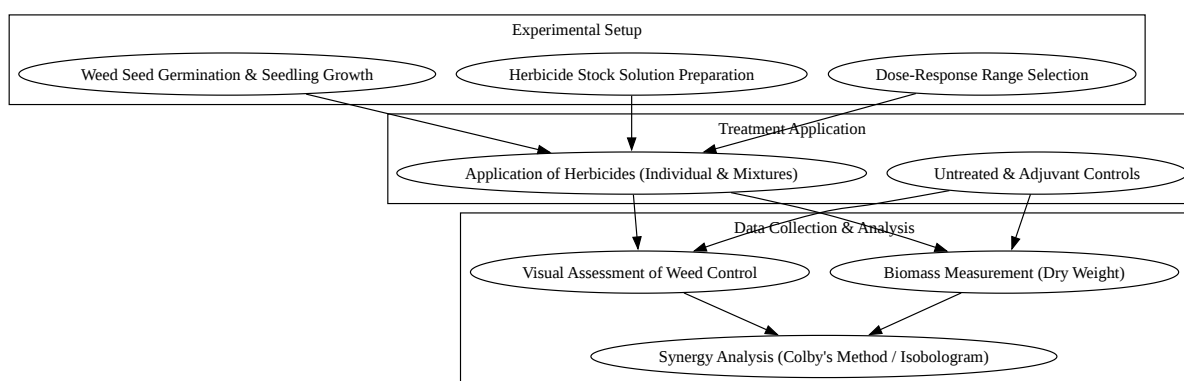 Experimental Setup
Weed Seed Germination & Seedling Growth
Herbicide Stock Solution Preparation
Dose-Response Range Selection
Treatment Application
Application of Herbicides (Individual & Mixtures)
Untreated & Adjuvant Controls
Data Collection & Analysis
Visual Assessment of Weed Control
Biomass Measurement (Dry Weight)
Synergy Analysis (Colby's Method / Isobologram)